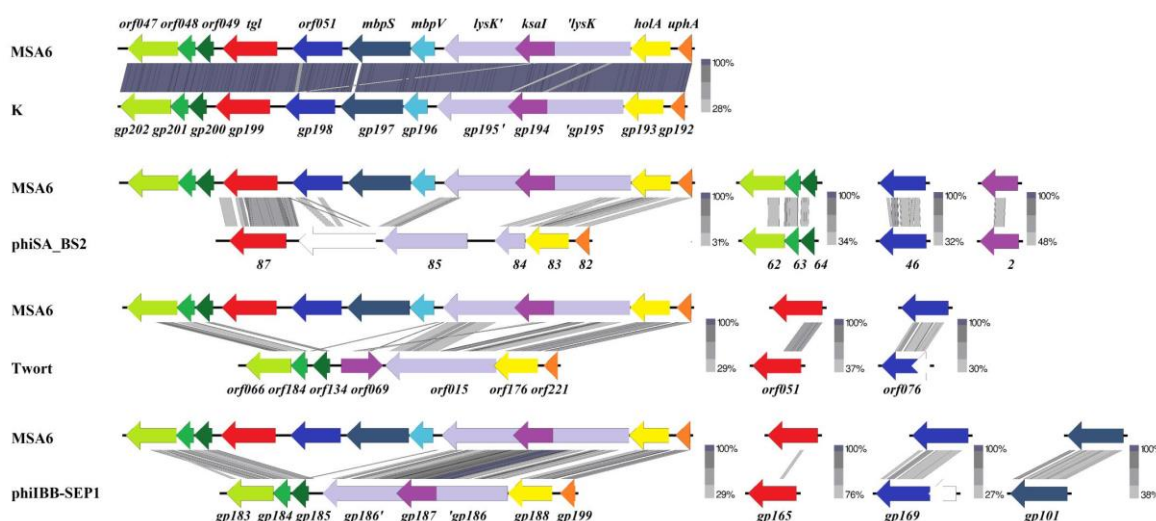 orf047 orf048 orf049 tgl orf051 mbpS mbpV lysK' ksaI 'lysK holA uphA
MSA6
100%
28%
K
gp202 gp201 gp200 gp199 gp198 gp197 gp196 gp195' gp194 'gp195 gp193 gp192
MSA6
100% 100% 100% 100%
31% 34% 32% 48%
phiSA_BS2
87 85 84 83 82 62 63 64 46 2
MSA6
100% 100% 100%
29% 37% 30%
Twort
orf066 orf184 orf134 orf069 orf015 orf176 orf221 orf051 orf076
MSA6
100% 100% 100% 100%
29% 76% 27% 38%
phiIBB-SEP1
gp183 gp184 gp185 gp186' gp187 'gp186 gp188 gp199 gp165 gp169 gp101